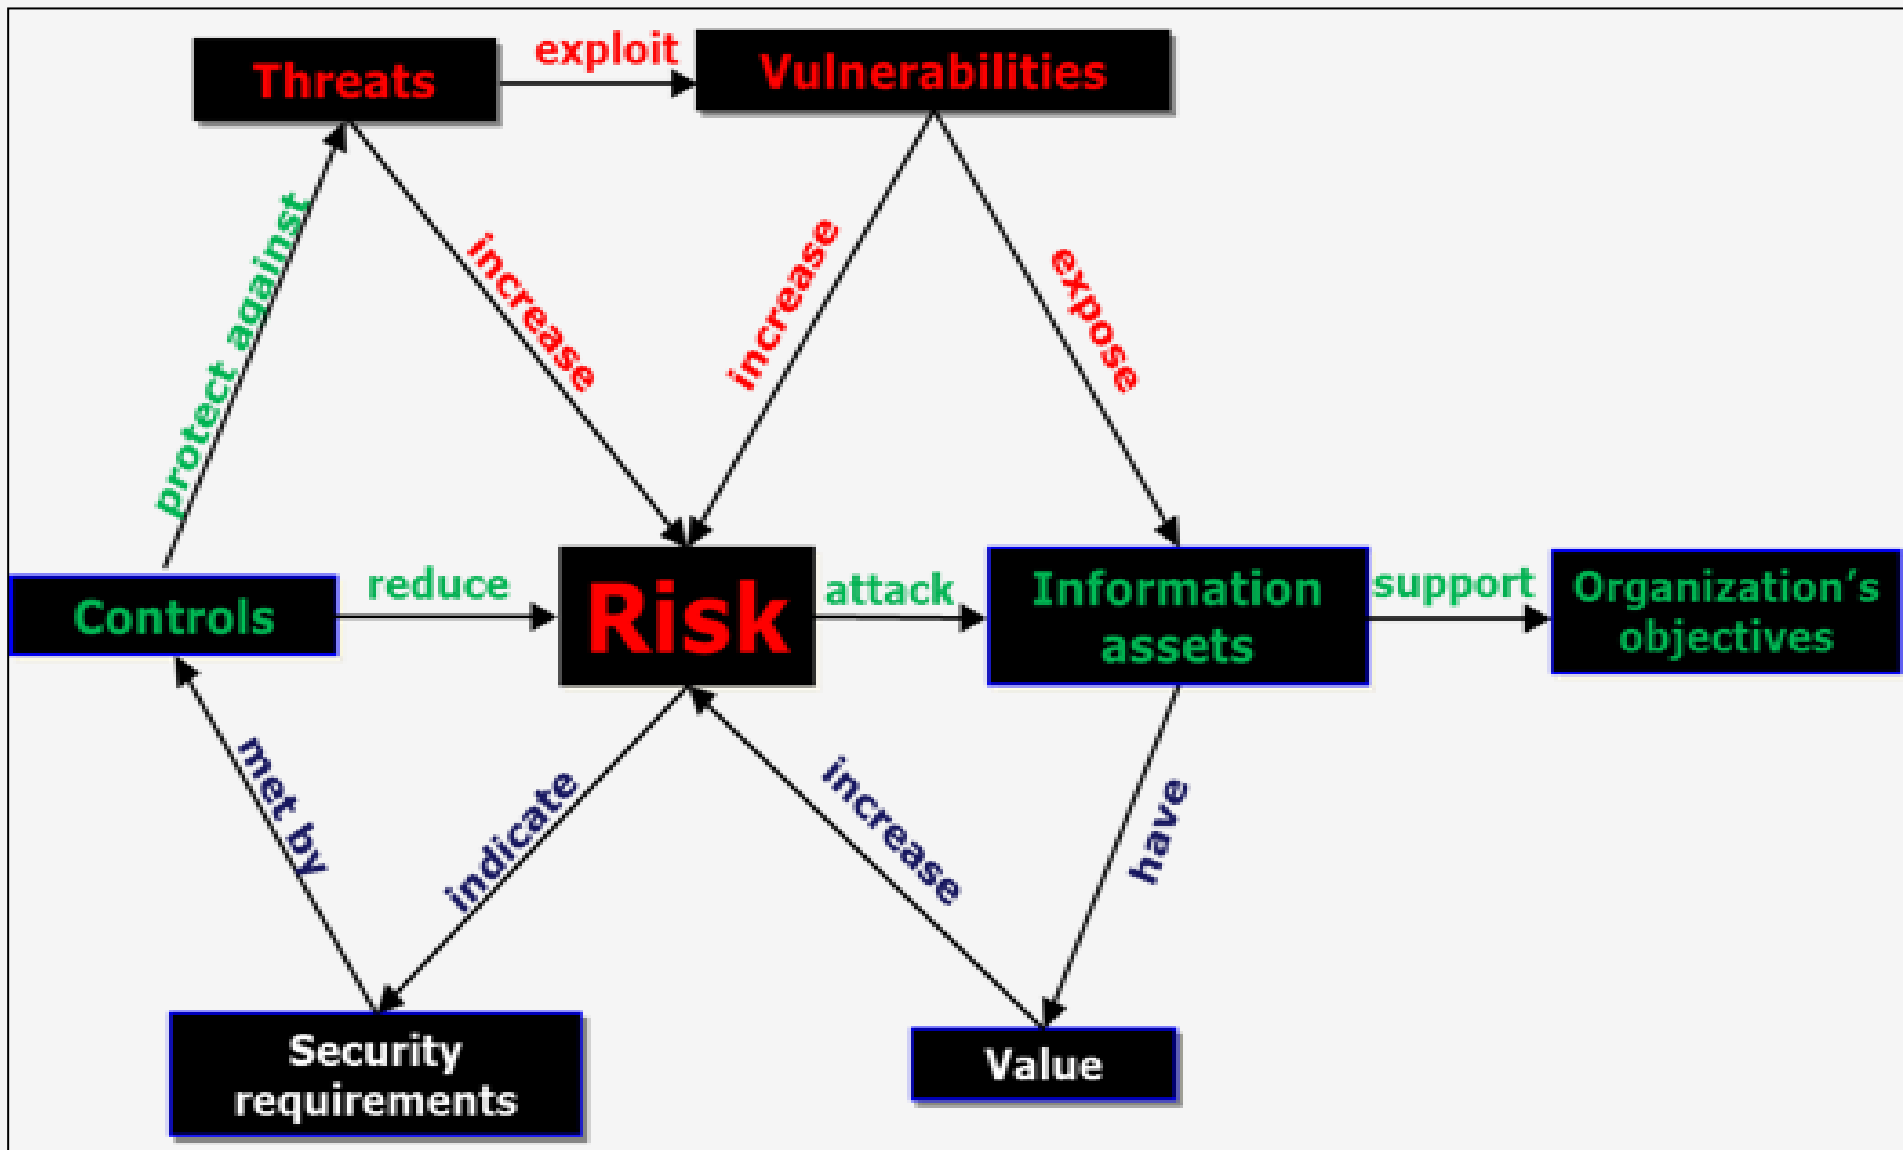 Threats
exploit
Vulnerabilities
protect against
increase
increase
expose
Controls
reduce
Risk
attack
Information
assets
support
Organization’s
objectives
met by
indicate
increase
have
Security
requirements
Value